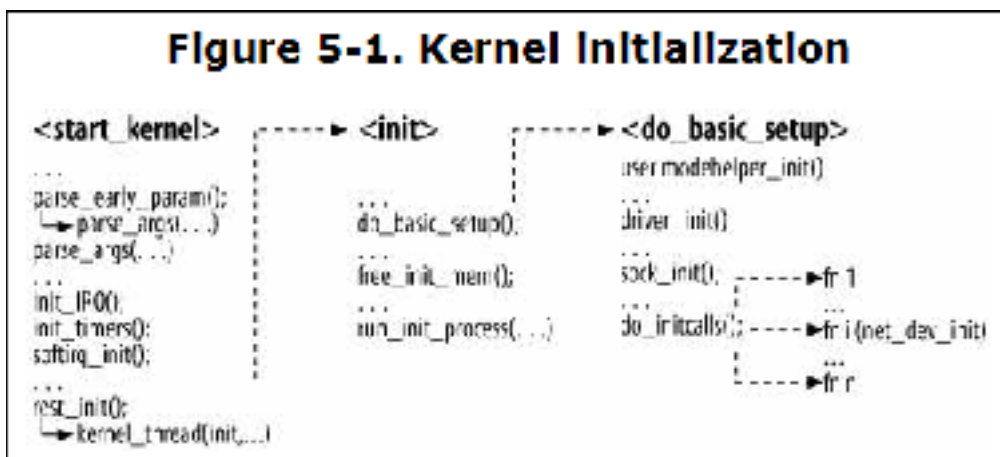 Figure 5-1. Kernel initialization
<start_kernel>
...
parse_early_param();
parse_args(...)
parse_args(...)
...
init_IRQ();
init_timers();
softirq_init();
...
rest_init();
kernel_thread(init,...)
<init>
...
do_basic_setup();
...
free_init_mem();
...
run_init_process(...)
<do_basic_setup>
usermodehelper_init()
...
driver_init()
...
sock_init();
...
do_initcalls();
fn 1
...
fn i (net_dev_init)
...
fn n